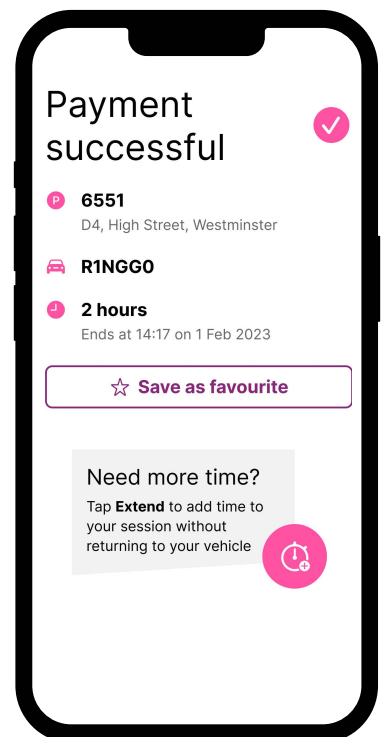 Payment
successful
P
6551
D4, High Street, Westminster
R1NGG0
2 hours
Ends at 14:17 on 1 Feb 2023
Save as favourite
Need more time?
Tap Extend to add time to
your session without
returning to your vehicle